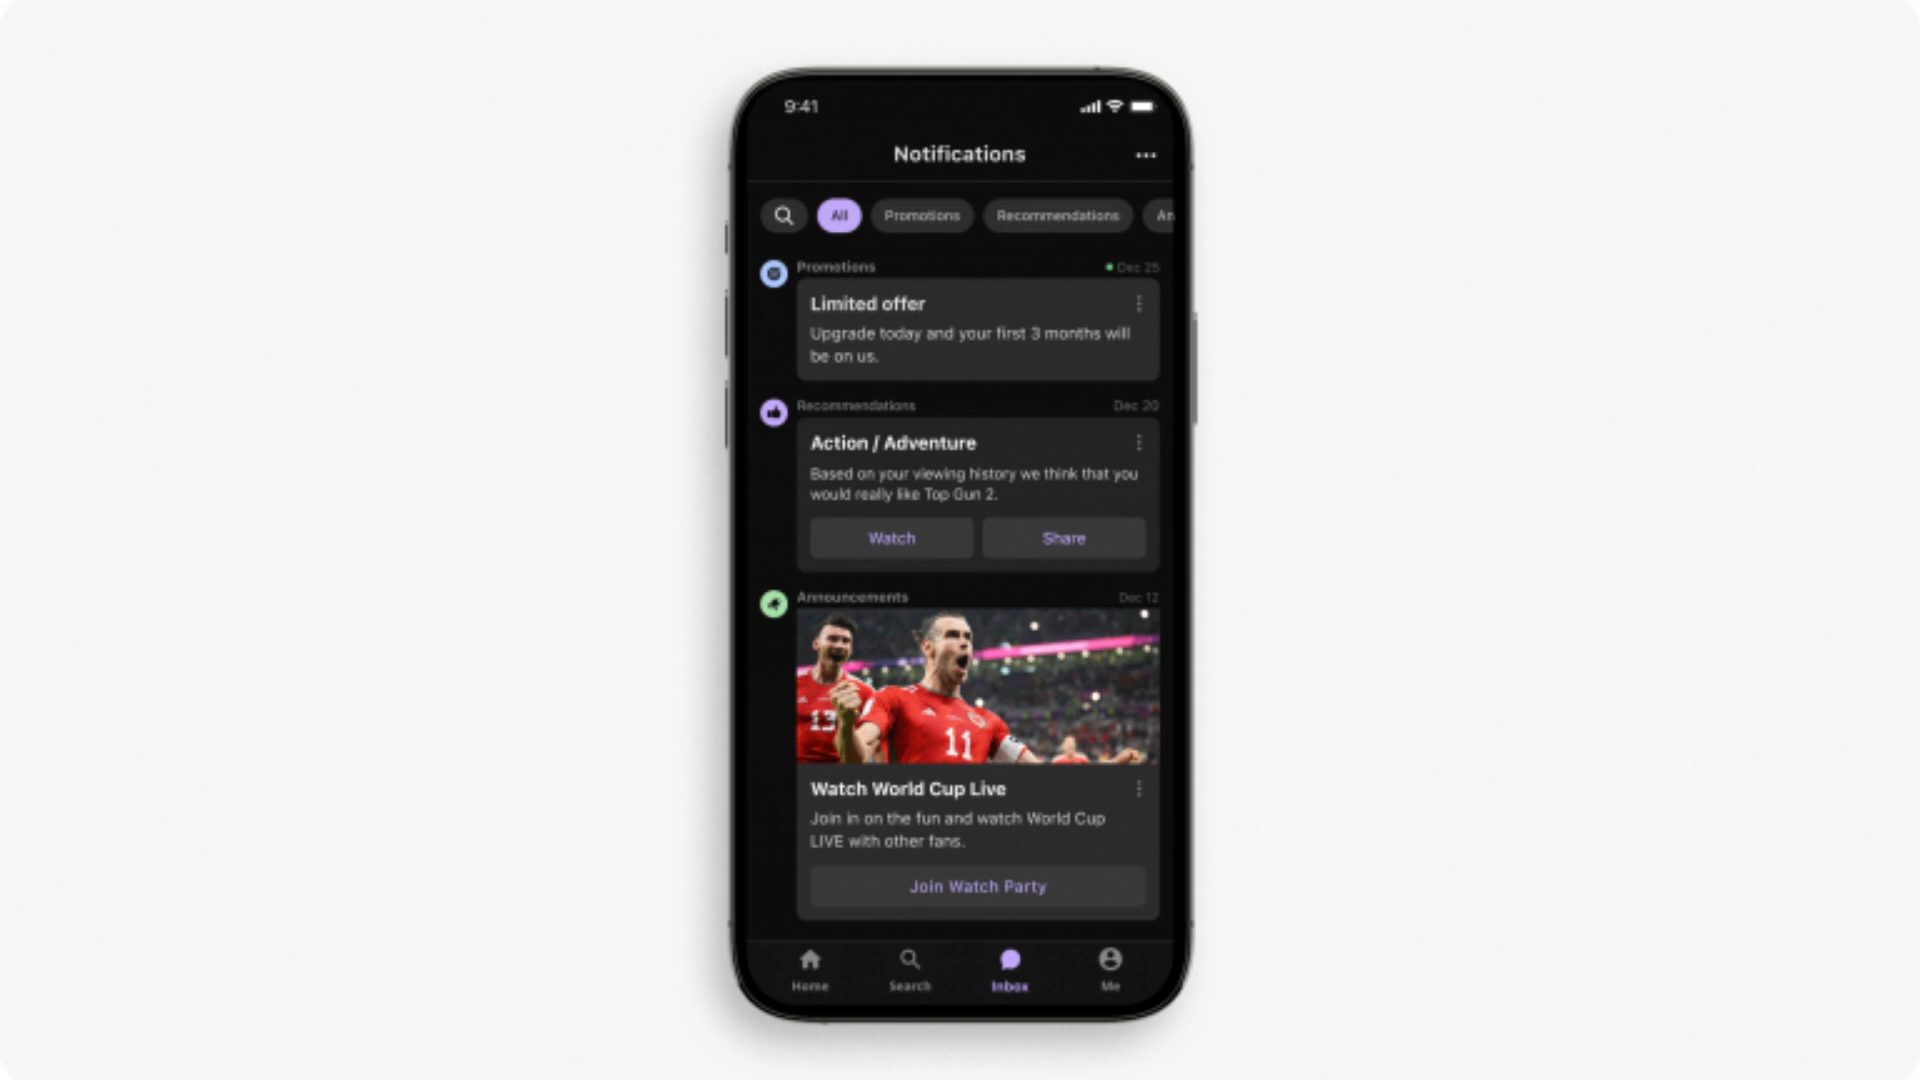 9:41
Notifications
All
Promotions
Recommendations
An
Promotions
Dec 25
Limited offer
Upgrade today and your first 3 months will
be on us.
Recommendations
Dec 20
Action / Adventure
Based on your viewing history we think that you
would really like Top Gun 2.
Watch
Share
Announcements
Dec 12
13
11
Watch World Cup Live
Join in on the fun and watch World Cup
LIVE with other fans.
Join Watch Party
Home
Search
Inbox
Me